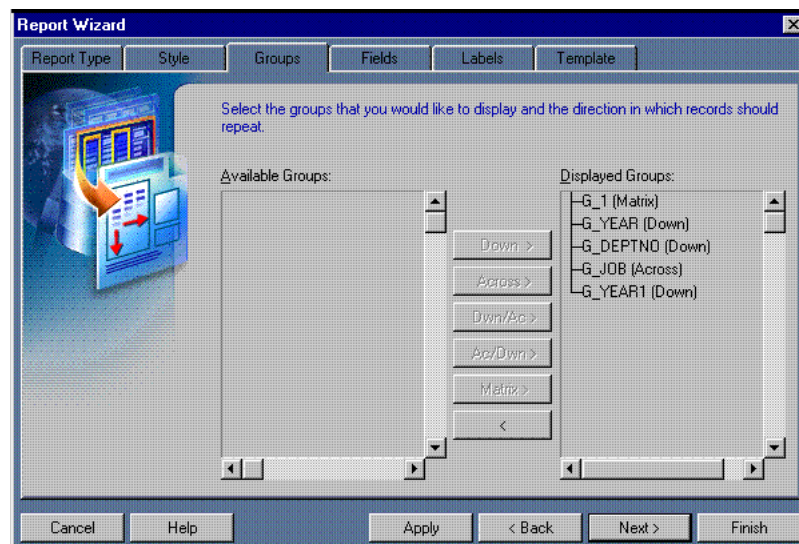 Report Wizard
Report Type Style Groups Fields Labels Template
Select the groups that you would like to display and the direction in which records should
repeat.
Available Groups: Displayed Groups:
G_1 (Matrix)
G_YEAR (Down)
G_DEPTNO (Down)
G_JOB (Across)
G_YEAR1 (Down)
Down >
Across >
Dwn/Ac >
Ac/Dwn >
Matrix >
<
Cancel Help Apply < Back Next > Finish